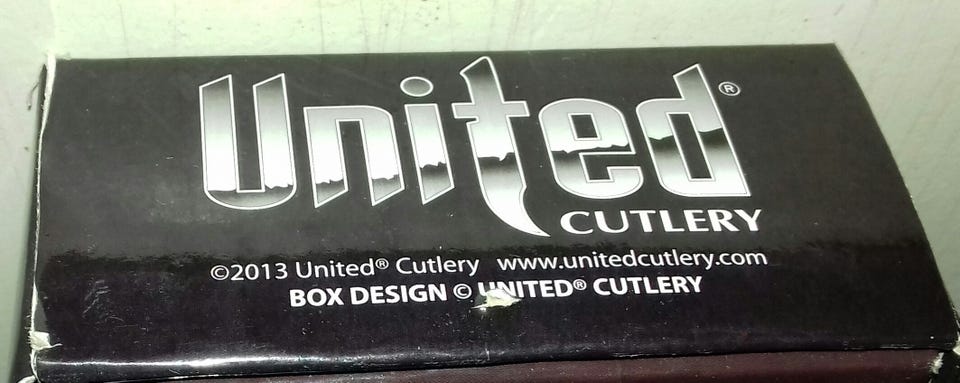 United®
CUTLERY
©2013 United® Cutlery www.unitedcutlery.com
BOX DESIGN © UNITED® CUTLERY